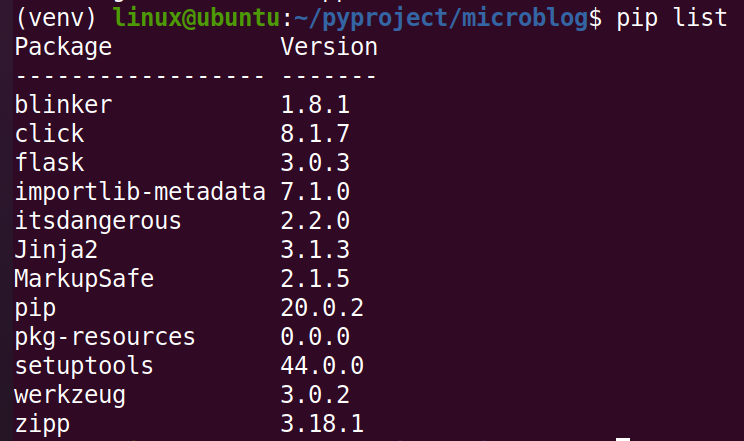 (venv) linux@ubuntu:~/pyproject/microblog$ pip list
Package            Version
------------------ -------
blinker            1.8.1
click              8.1.7
flask              3.0.3
importlib-metadata 7.1.0
itsdangerous       2.2.0
Jinja2             3.1.3
MarkupSafe         2.1.5
pip                20.0.2
pkg-resources      0.0.0
setuptools         44.0.0
werkzeug           3.0.2
zipp               3.18.1